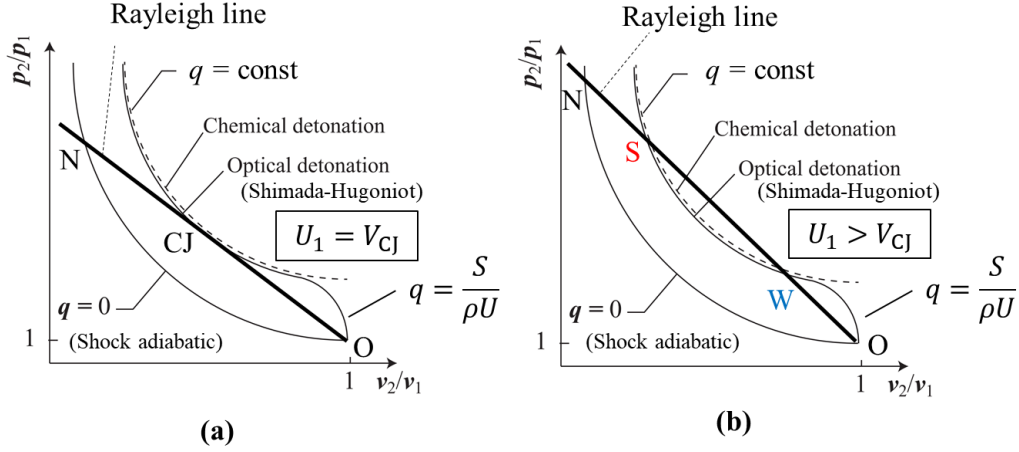 Rayleigh line
p₂/p₁
q = const
Chemical detonation
Optical detonation
(Shimada-Hugoniot)
N
U₁ = V_CJ
CJ
q = S/ρU
q = 0
(Shock adiabatic)
1
O
1
v₂/v₁
(a)
Rayleigh line
p₂/p₁
q = const
N
Chemical detonation
S
Optical detonation
(Shimada-Hugoniot)
U₁ > V_CJ
W
q = S/ρU
q = 0
(Shock adiabatic)
1
O
1
v₂/v₁
(b)